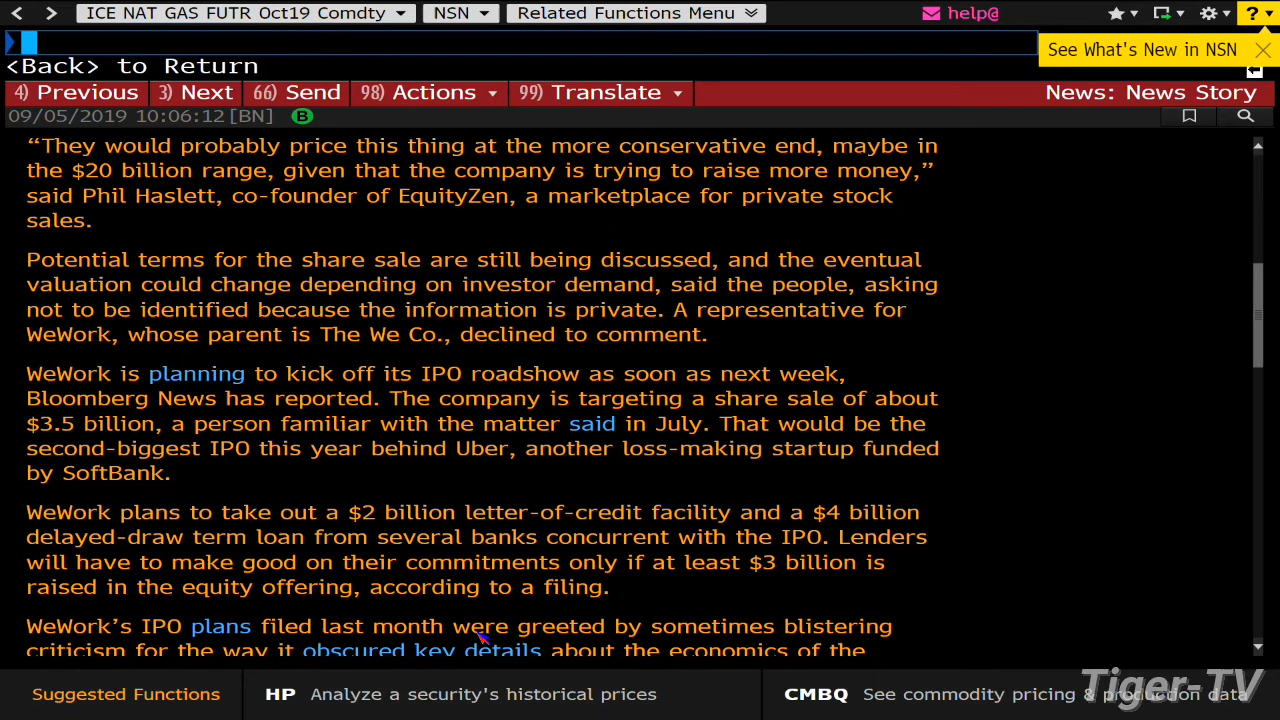 < > ICE NAT GAS FUTR Oct19 Comdty NSN Related Functions Menu help@ ?
See What's New in NSN
<Back> to Return
4) Previous 3) Next 66) Send 98) Actions 99) Translate News: News Story
09/05/2019 10:06:12 [BN] B
“They would probably price this thing at the more conservative end, maybe in
the $20 billion range, given that the company is trying to raise more money,”
said Phil Haslett, co-founder of EquityZen, a marketplace for private stock
sales.
Potential terms for the share sale are still being discussed, and the eventual
valuation could change depending on investor demand, said the people, asking
not to be identified because the information is private. A representative for
WeWork, whose parent is The We Co., declined to comment.
WeWork is planning to kick off its IPO roadshow as soon as next week,
Bloomberg News has reported. The company is targeting a share sale of about
$3.5 billion, a person familiar with the matter said in July. That would be the
second-biggest IPO this year behind Uber, another loss-making startup funded
by SoftBank.
WeWork plans to take out a $2 billion letter-of-credit facility and a $4 billion
delayed-draw term loan from several banks concurrent with the IPO. Lenders
will have to make good on their commitments only if at least $3 billion is
raised in the equity offering, according to a filing.
WeWork’s IPO plans filed last month were greeted by sometimes blistering
criticism for the way it obscured key details about the economics of the
Suggested Functions HP Analyze a security's historical prices CMBQ See commodity pricing & production data
Tiger-TV